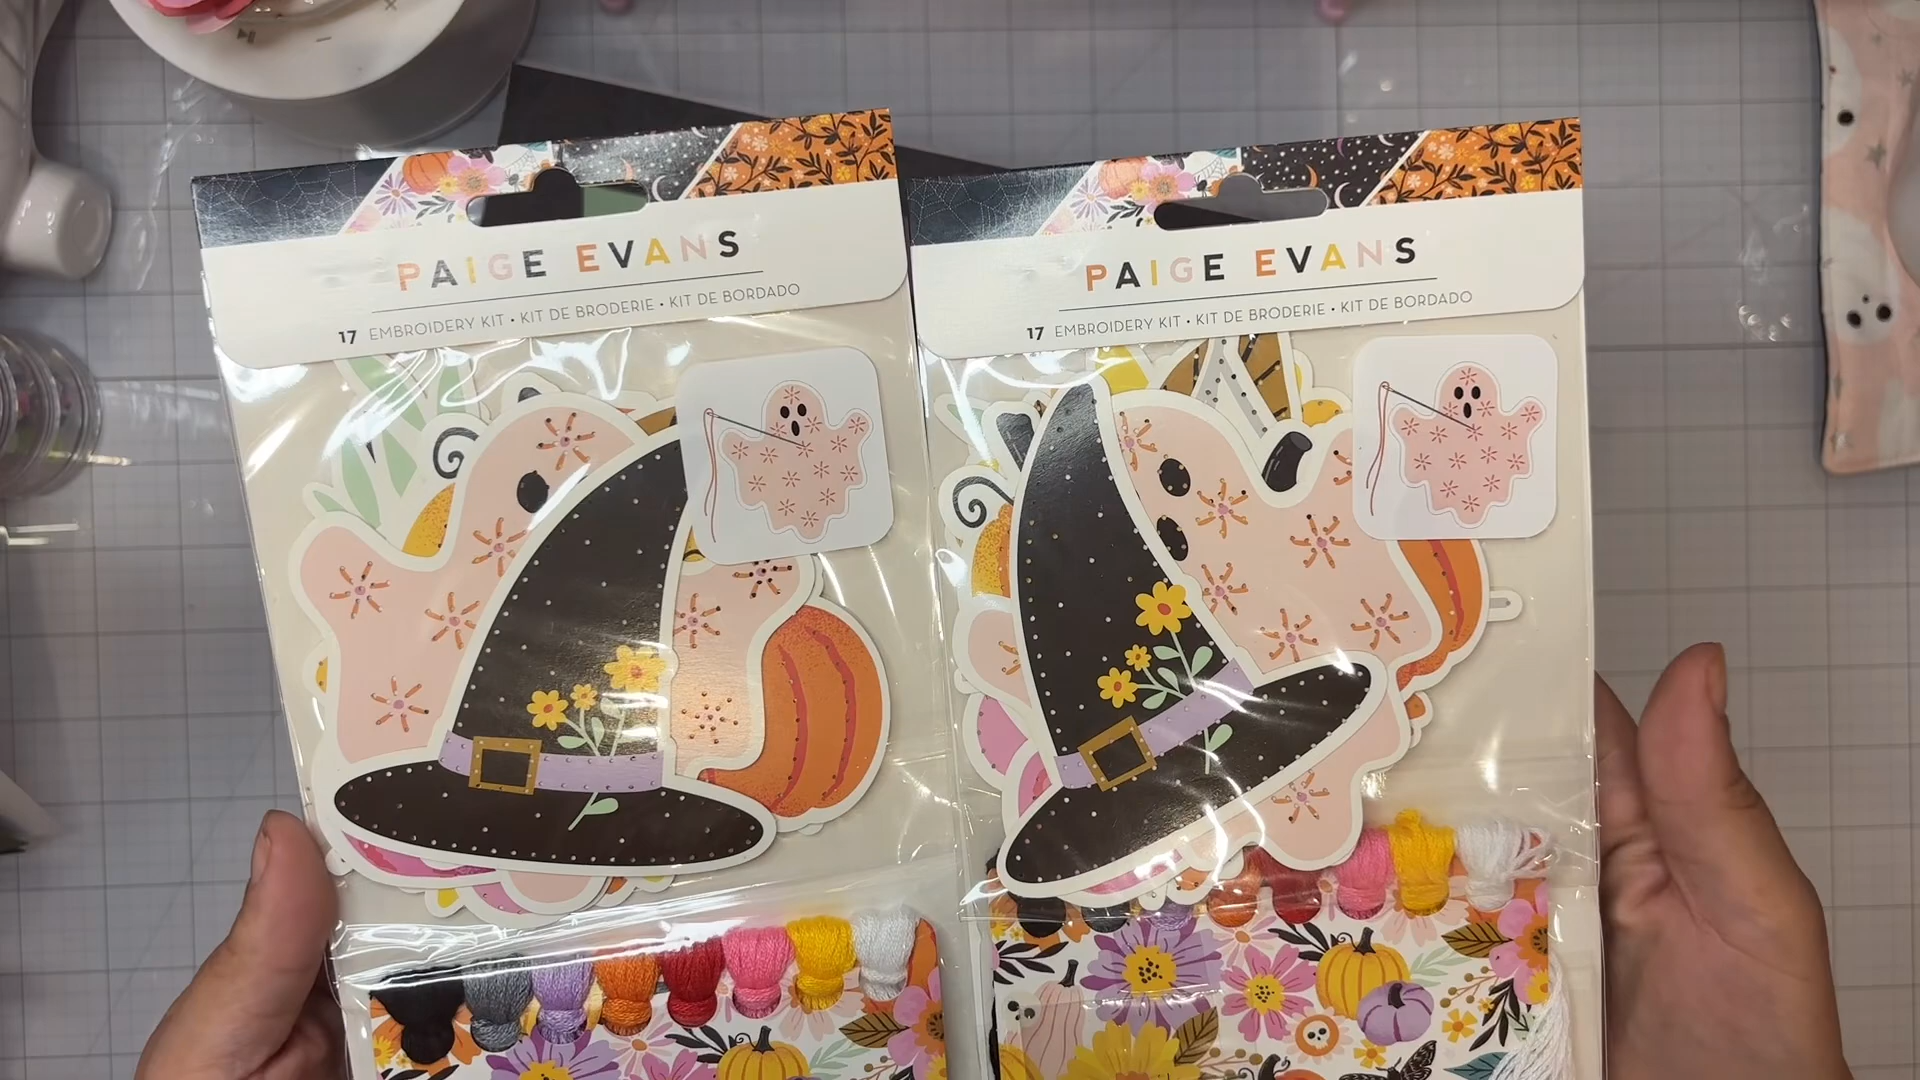 PAIGE EVANS
17 EMBROIDERY KIT • KIT DE BRODERIE • KIT DE BORDADO
PAIGE EVANS
17 EMBROIDERY KIT • KIT DE BRODERIE • KIT DE BORDADO